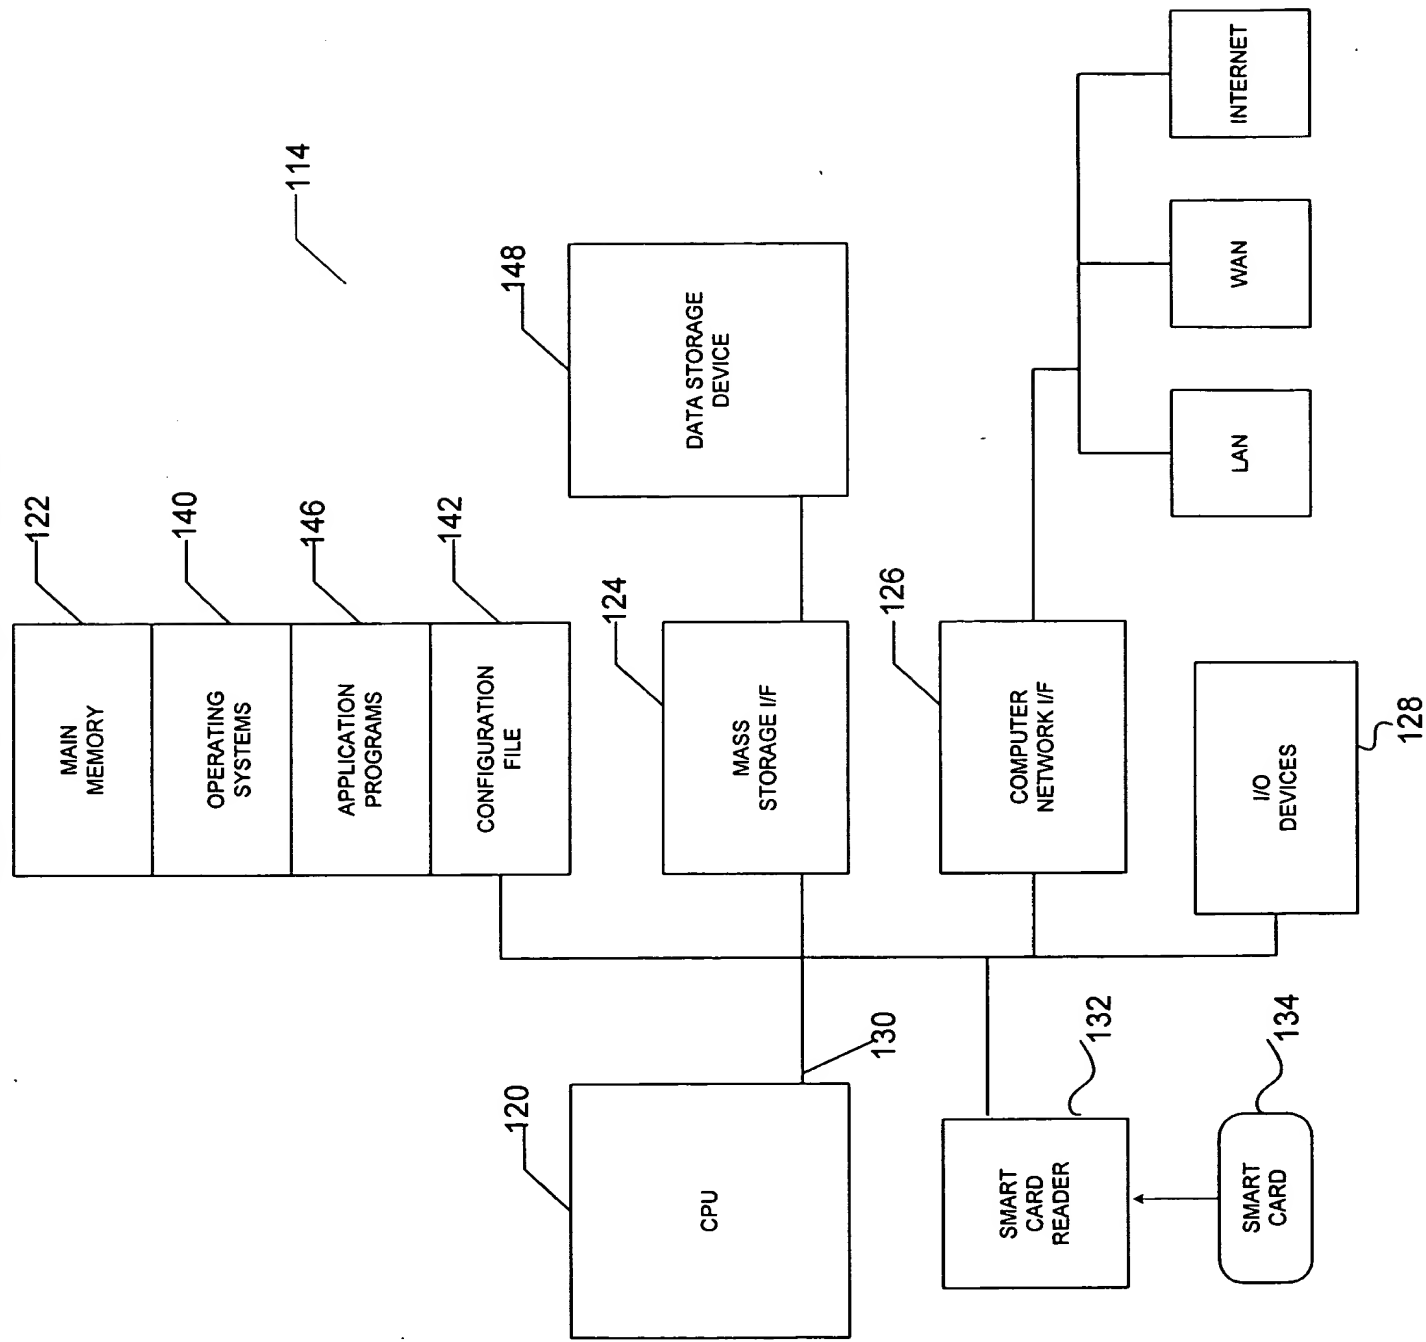 114
122
MAIN
MEMORY
140
OPERATING
SYSTEMS
146
APPLICATION
PROGRAMS
142
CONFIGURATION
FILE
120
CPU
130
124
MASS
STORAGE I/F
148
DATA STORAGE
DEVICE
126
COMPUTER
NETWORK I/F
LAN
WAN
INTERNET
SMART
CARD
READER
132
SMART
CARD
134
I/O
DEVICES
128